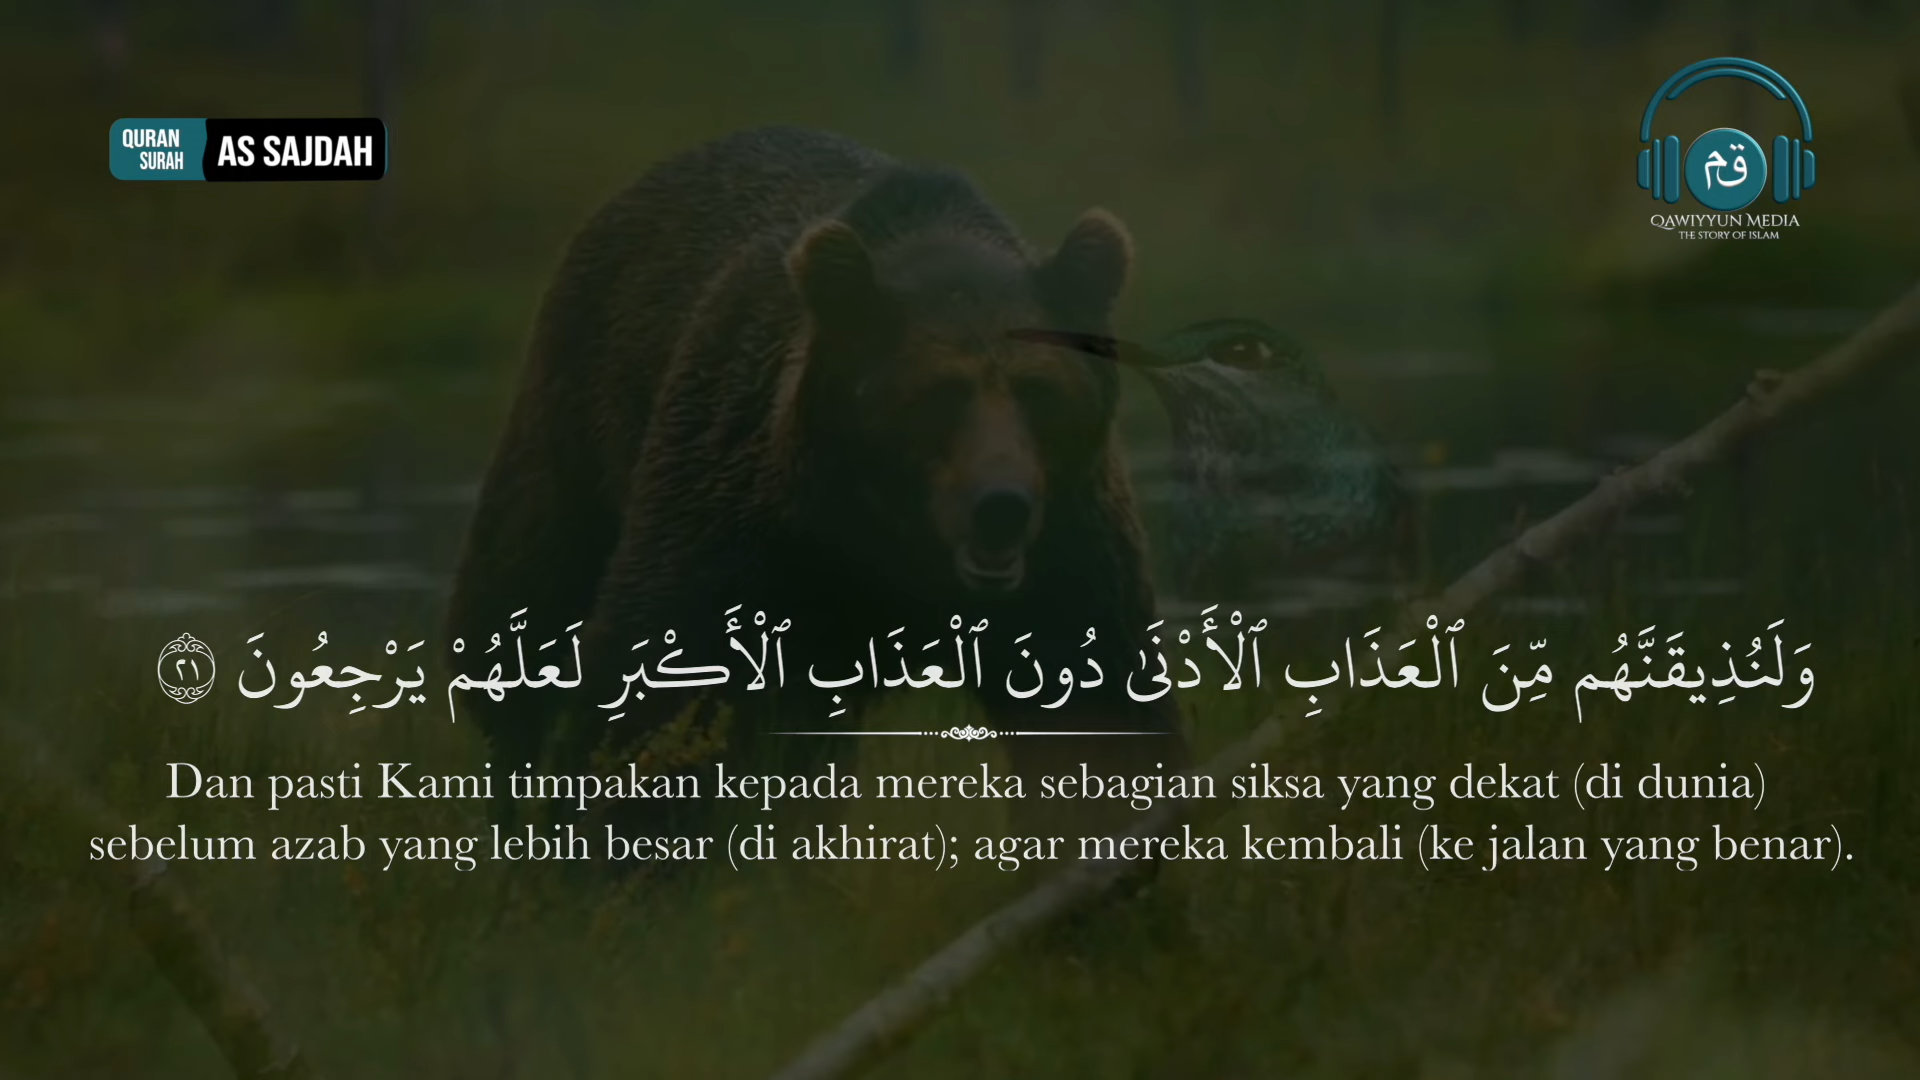 QURAN
SURAH
AS SAJDAH
قم
QAWIYYUN MEDIA
THE STORY OF ISLAM
وَلَنُذِيقَنَّهُم مِّنَ ٱلْعَذَابِ ٱلْأَدْنَىٰ دُونَ ٱلْعَذَابِ ٱلْأَكْبَرِ لَعَلَّهُمْ يَرْجِعُونَ ٢١
Dan pasti Kami timpakan kepada mereka sebagian siksa yang dekat (di dunia)
sebelum azab yang lebih besar (di akhirat); agar mereka kembali (ke jalan yang benar).